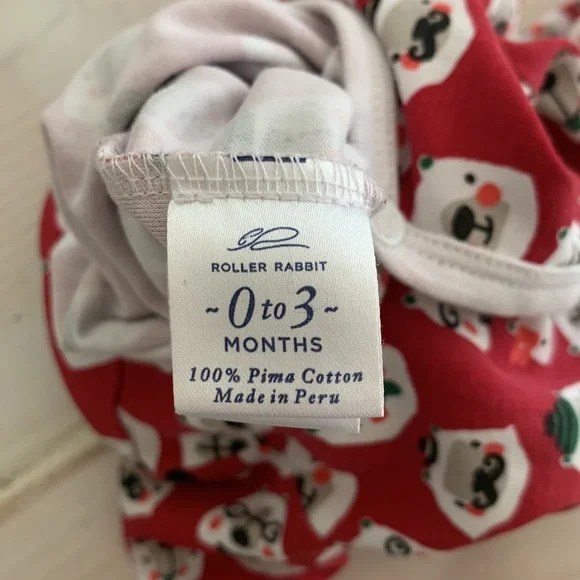 ROLLER RABBIT
~0 to 3~
MONTHS
100% Pima Cotton
Made in Peru